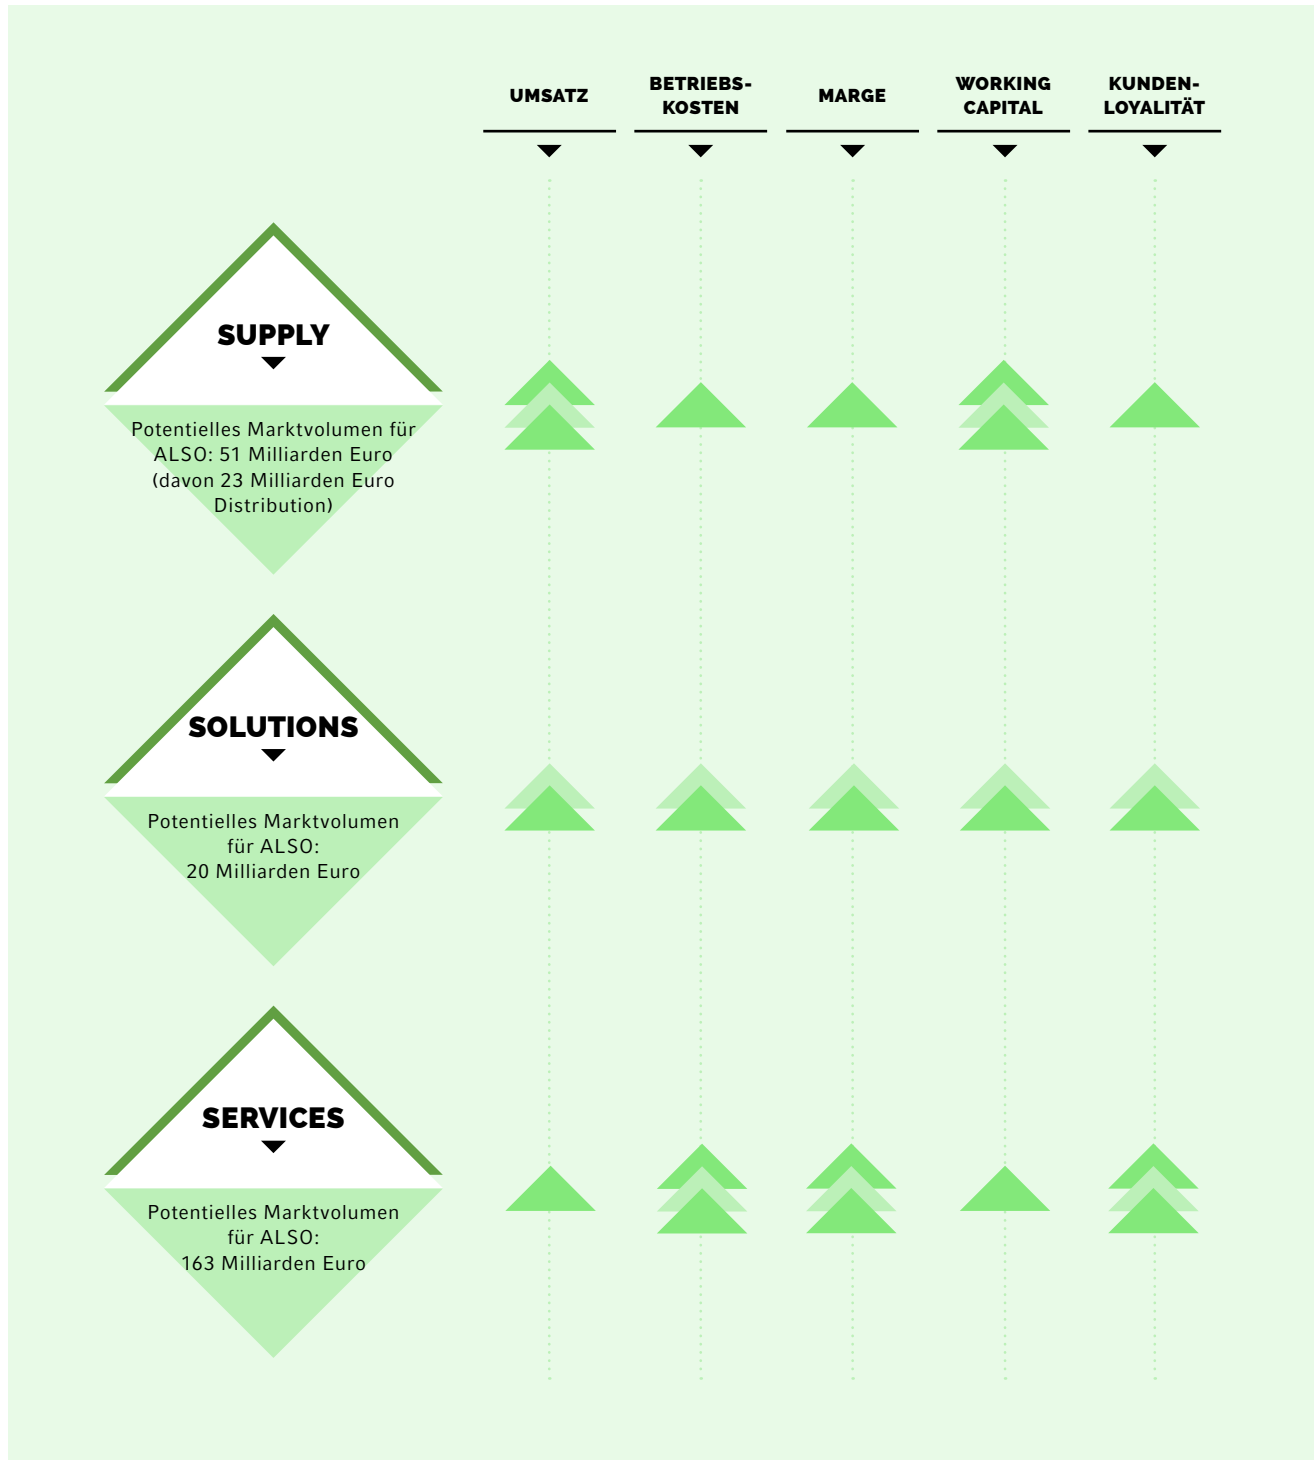 UMSATZ
BETRIEBS-
KOSTEN
MARGE
WORKING
CAPITAL
KUNDEN-
LOYALITÄT
SUPPLY
Potentielles Marktvolumen für
ALSO: 51 Milliarden Euro
(davon 23 Milliarden Euro
Distribution)
SOLUTIONS
Potentielles Marktvolumen
für ALSO:
20 Milliarden Euro
SERVICES
Potentielles Marktvolumen
für ALSO:
163 Milliarden Euro